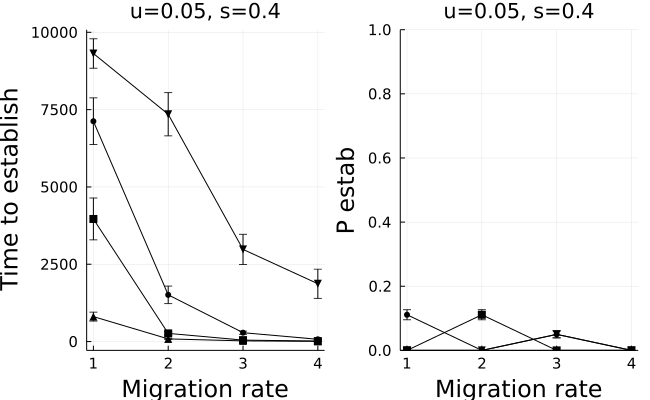 u=0.05, s=0.4
Time to establish
10000
7500
5000
2500
0
1 2 3 4
Migration rate
u=0.05, s=0.4
P estab
1.0
0.8
0.6
0.4
0.2
0.0
1 2 3 4
Migration rate